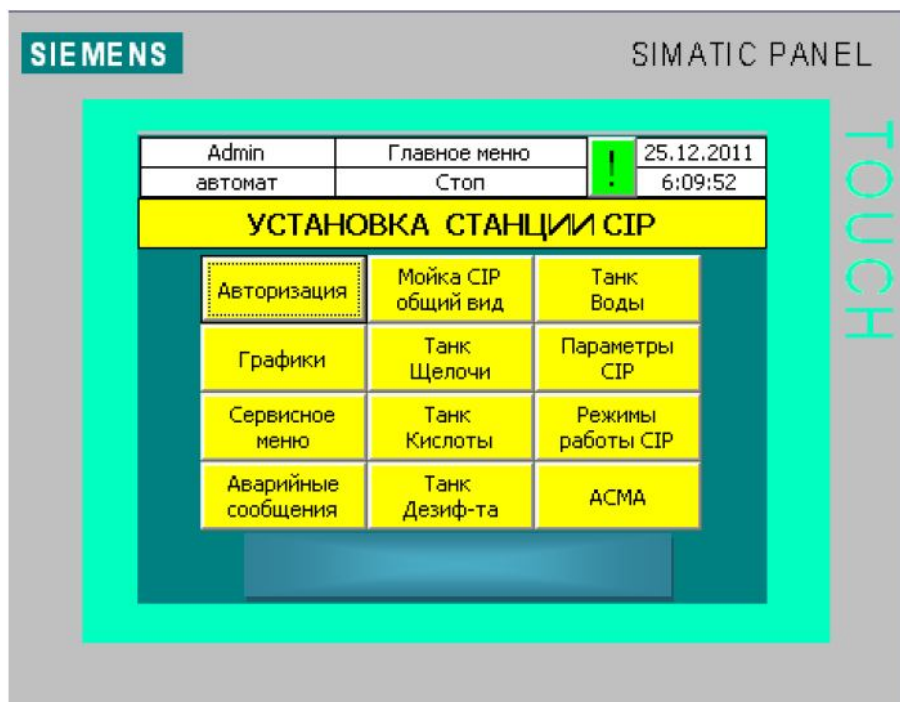 SIEMENS
SIMATIC PANEL
TOUCH
Admin
Главное меню
!
25.12.2011
автомат
Стоп
6:09:52
УСТАНОВКА СТАНЦИИ CIP
Авторизация
Мойка CIP
общий вид
Танк
Воды
Графики
Танк
Щелочи
Параметры
CIP
Сервисное
меню
Танк
Кислоты
Режимы
работы CIP
Аварийные
сообщения
Танк
Дезиф-та
АСМА